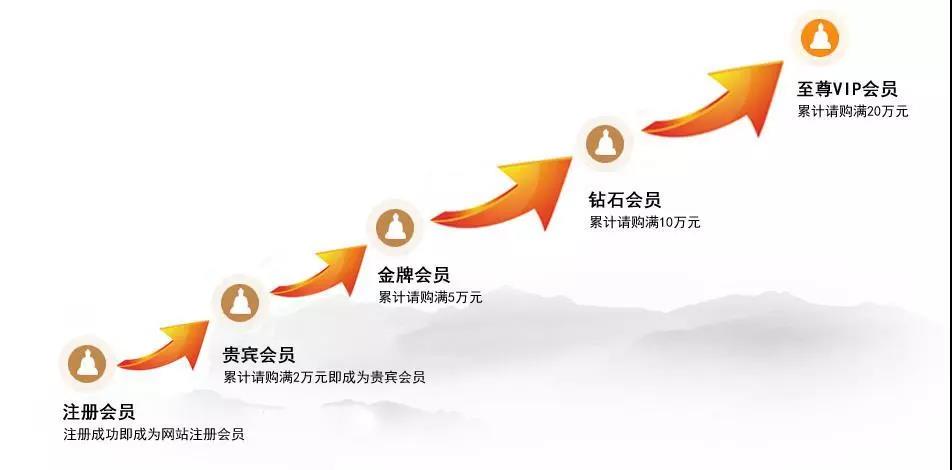 至尊VIP会员
累计请购满20万元
钻石会员
累计请购满10万元
金牌会员
累计请购满5万元
贵宾会员
累计请购满2万元即成为贵宾会员
注册会员
注册成功即成为网站注册会员